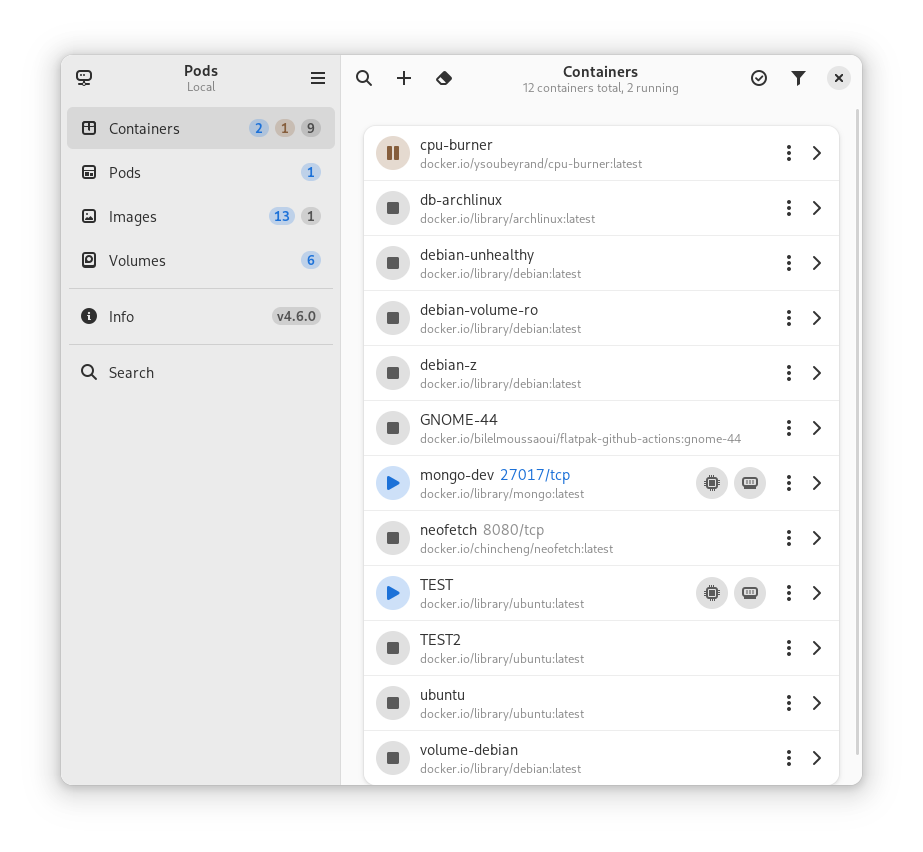 Pods
Local
Containers 2 1 9
Pods 1
Images 13 1
Volumes 6
Info v4.6.0
Search
Containers
12 containers total, 2 running
cpu-burner
docker.io/ysoubeyrand/cpu-burner:latest
db-archlinux
docker.io/library/archlinux:latest
debian-unhealthy
docker.io/library/debian:latest
debian-volume-ro
docker.io/library/debian:latest
debian-z
docker.io/library/debian:latest
GNOME-44
docker.io/bilelmoussaoui/flatpak-github-actions:gnome-44
mongo-dev 27017/tcp
docker.io/library/mongo:latest
neofetch 8080/tcp
docker.io/chincheng/neofetch:latest
TEST
docker.io/library/ubuntu:latest
TEST2
docker.io/library/ubuntu:latest
ubuntu
docker.io/library/ubuntu:latest
volume-debian
docker.io/library/debian:latest